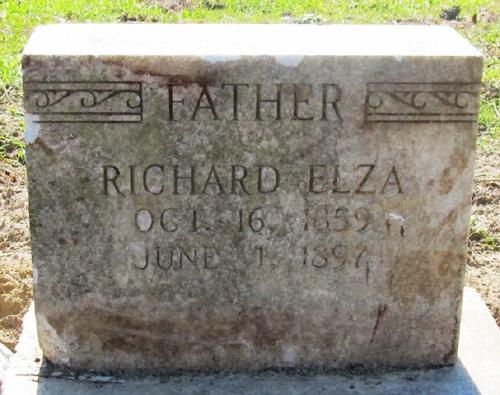 FATHER
RICHARD ELZA
OCT. 16, 1859
JUNE 1, 1897